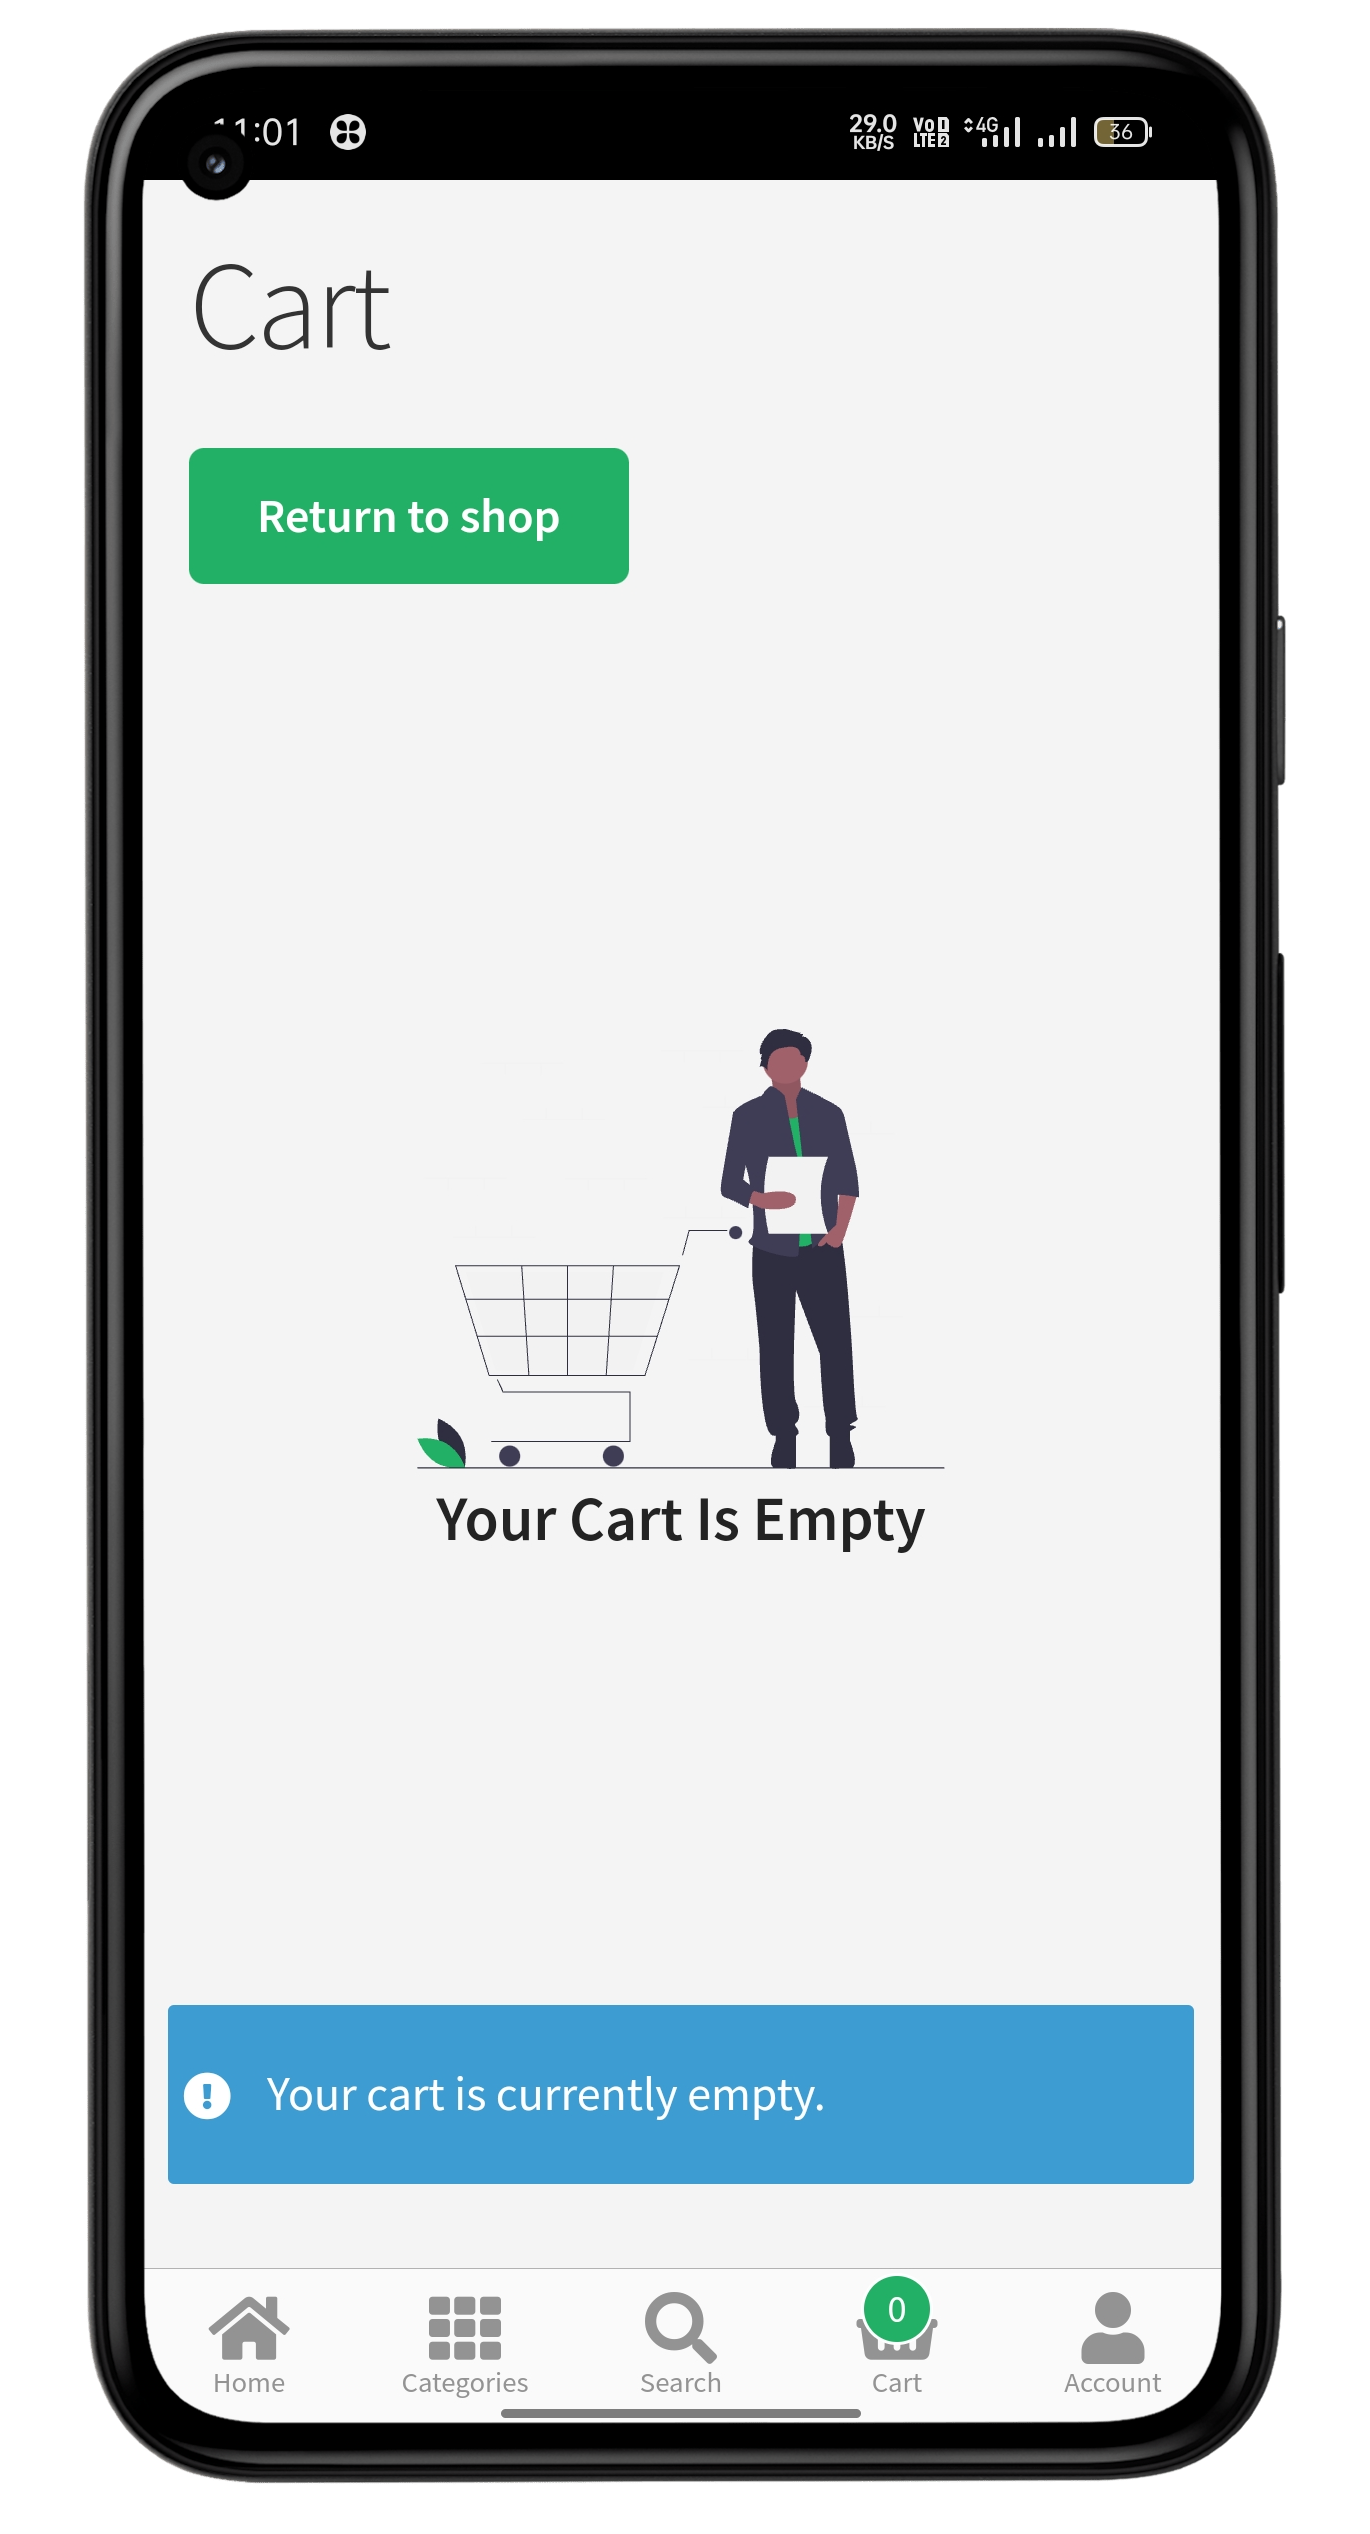 11:01
29.0
KB/S
Vo 1
LTE 2
4G
36
Cart
Return to shop
Your Cart Is Empty
Your cart is currently empty.
0
Home
Categories
Search
Cart
Account